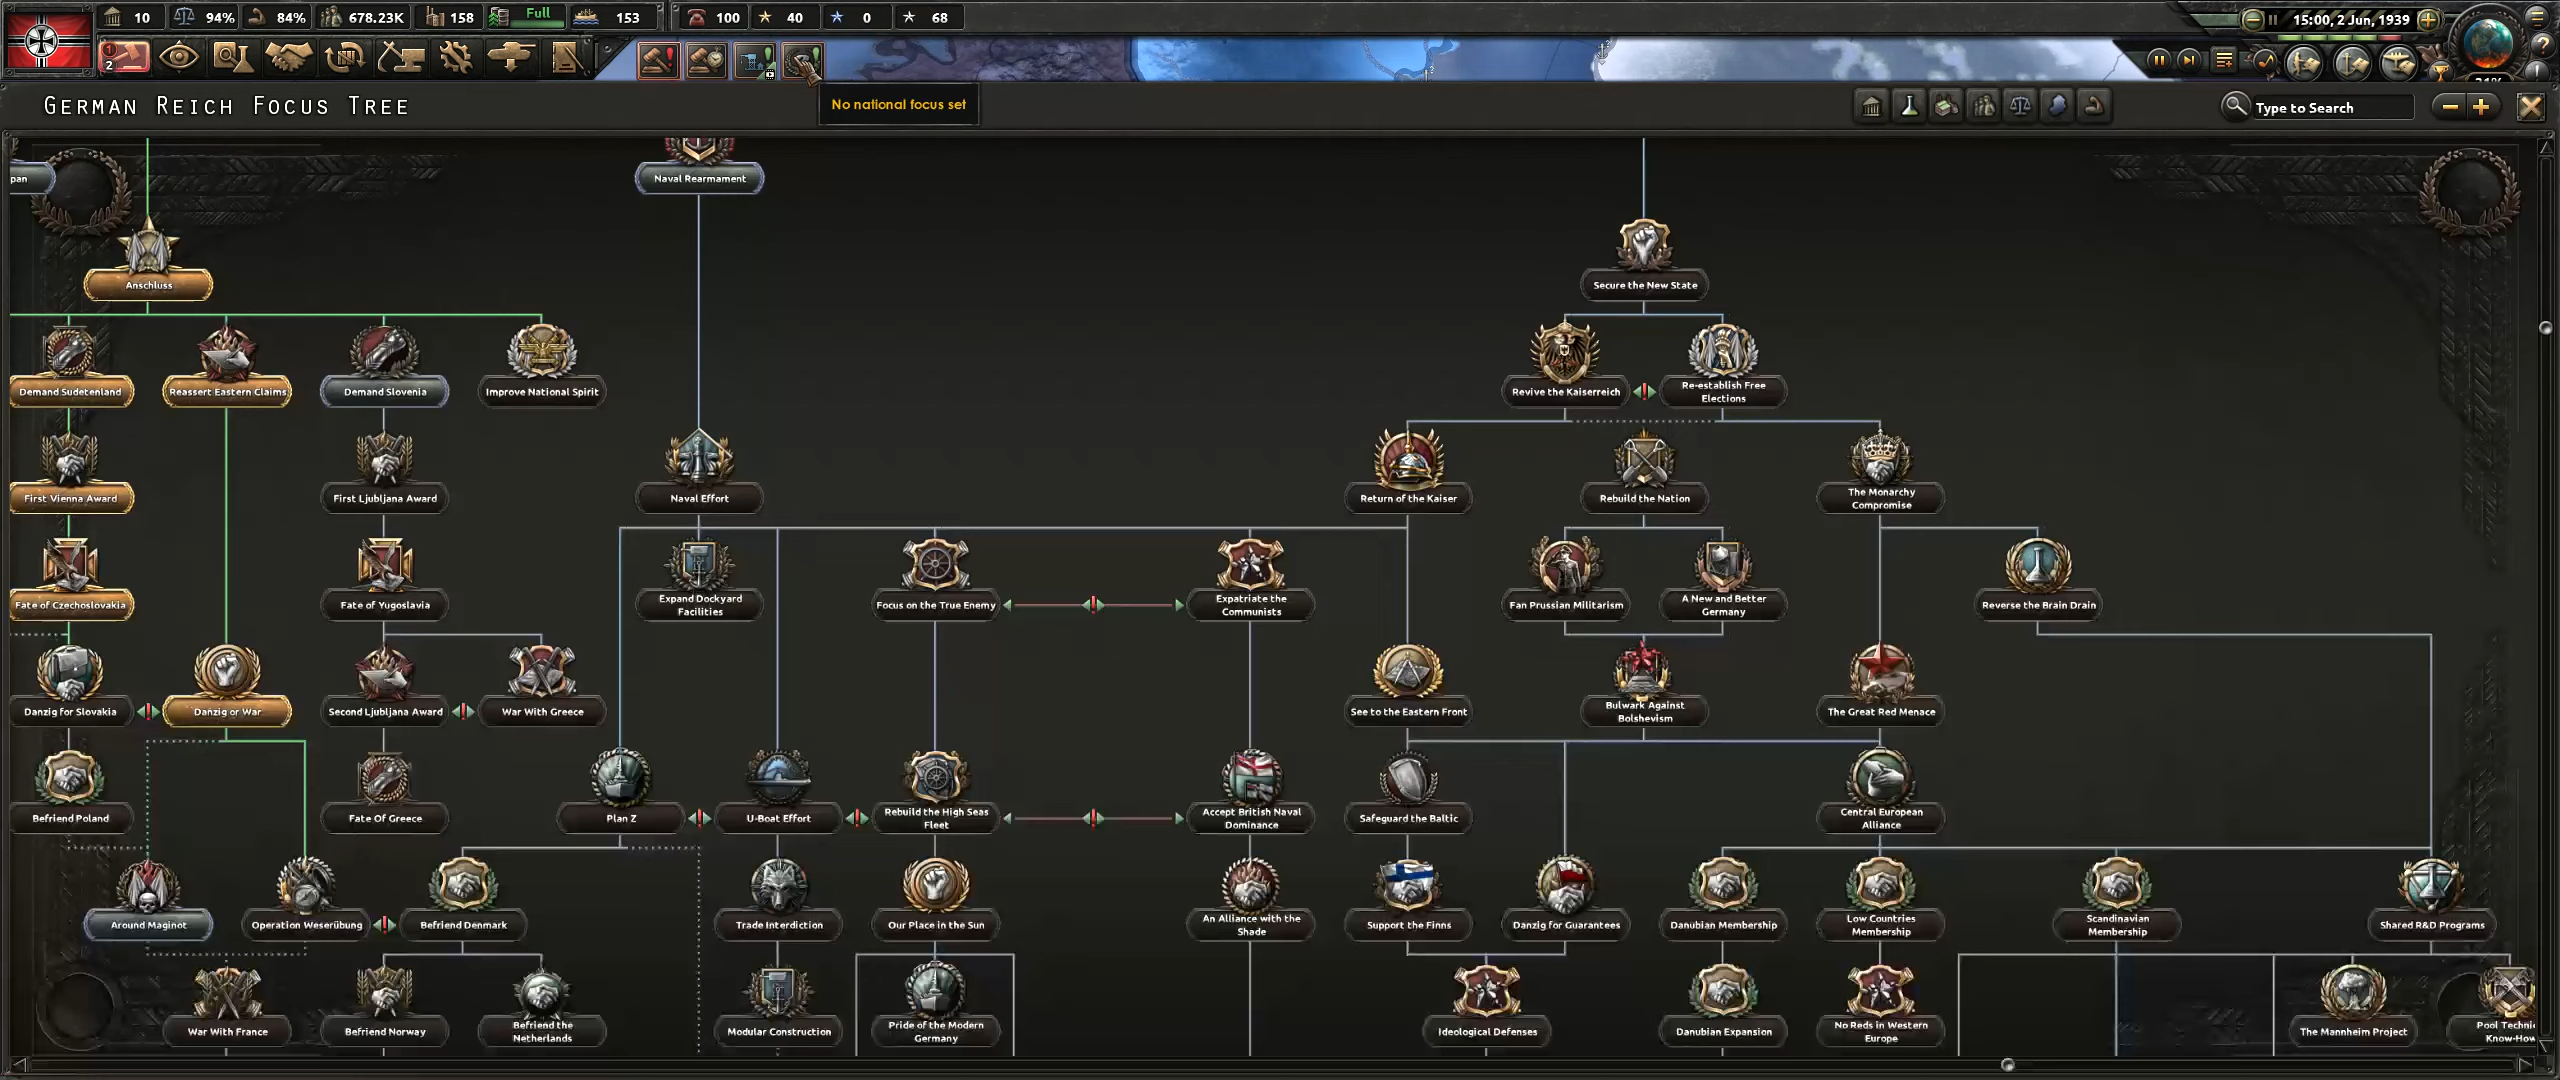 10
94%
84%
678.23K
158
Full
153
100
40
0
68
15:00, 2 Jun, 1939
1
2
German Reich Focus Tree
No national focus set
Type to Search
pan
Naval Rearmament
Anschluss
Secure the New State
Demand Sudetenland
Reassert Eastern Claims
Demand Slovenia
Improve National Spirit
Revive the Kaiserreich
Re-establish Free
Elections
First Vienna Award
First Ljubljana Award
Naval Effort
Return of the Kaiser
Rebuild the Nation
The Monarchy
Compromise
Fate of Czechoslovakia
Fate of Yugoslavia
Expand Dockyard
Facilities
Focus on the True Enemy
Expatriate the
Communists
Fan Prussian Militarism
A New and Better
Germany
Reverse the Brain Drain
Danzig for Slovakia
Danzig or War
Second Ljubljana Award
War With Greece
See to the Eastern Front
Bulwark Against
Bolshevism
The Great Red Menace
Befriend Poland
Fate Of Greece
Plan Z
U-Boat Effort
Rebuild the High Seas
Fleet
Accept British Naval
Dominance
Safeguard the Baltic
Central European
Alliance
Around Maginot
Operation Weserübung
Befriend Denmark
Trade Interdiction
Our Place in the Sun
An Alliance with the
Shade
Support the Finns
Danzig for Guarantees
Danubian Membership
Low Countries
Membership
Scandinavian
Membership
Shared R&D Programs
War With France
Befriend Norway
Befriend the
Netherlands
Modular Construction
Pride of the Modern
Germany
Ideological Defenses
Danubian Expansion
No Reds in Western
Europe
The Mannheim Project
Pool Techni
Know-How